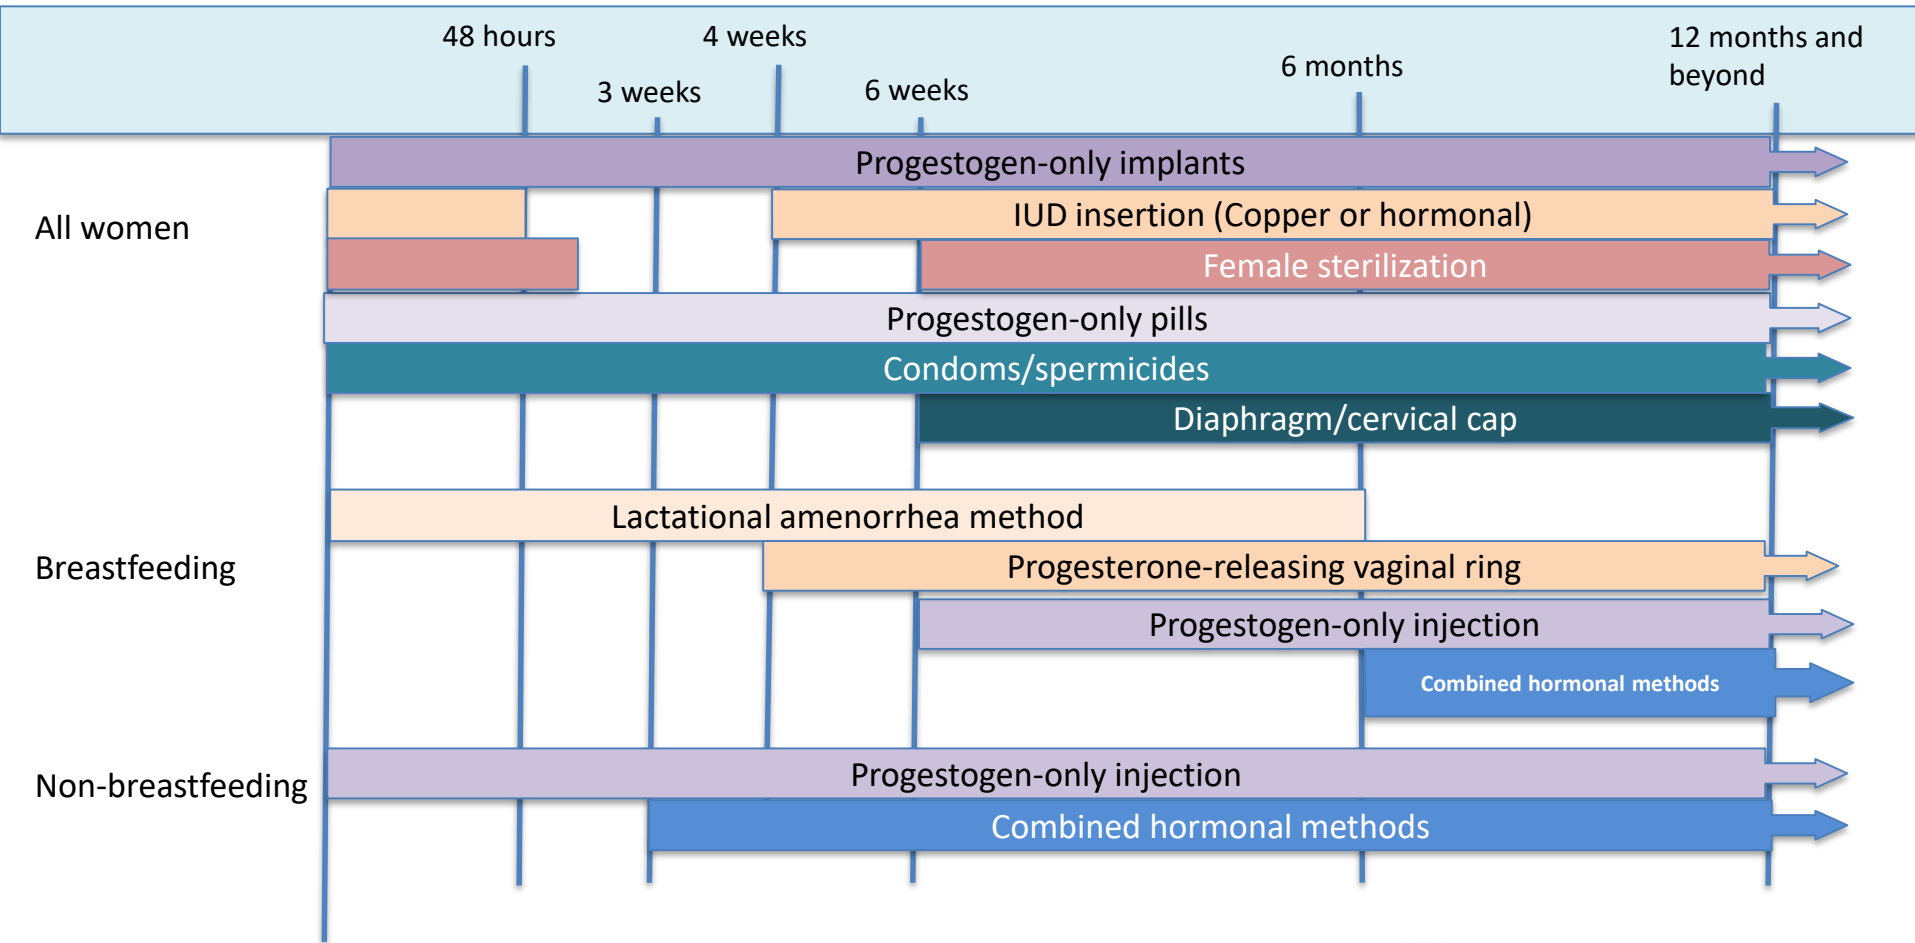 48 hours
4 weeks
3 weeks
6 weeks
6 months
12 months and
beyond
All women
Progestogen-only implants
IUD insertion (Copper or hormonal)
Female sterilization
Progestogen-only pills
Condoms/spermicides
Diaphragm/cervical cap
Breastfeeding
Lactational amenorrhea method
Progesterone-releasing vaginal ring
Progestogen-only injection
Combined hormonal methods
Non-breastfeeding
Progestogen-only injection
Combined hormonal methods